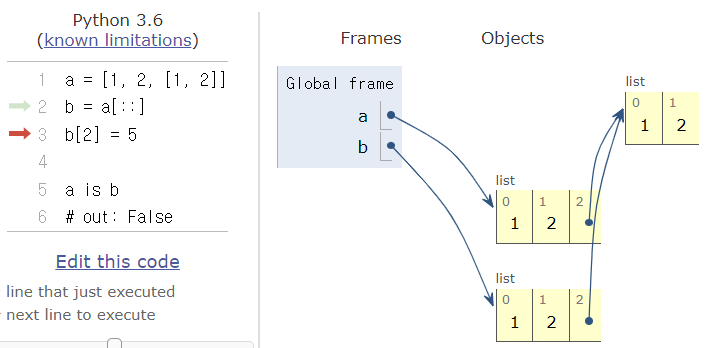 Python 3.6
(known limitations)
1 a = [1, 2, [1, 2]]
2 b = a[::]
3 b[2] = 5
4
5 a is b
6 # out: False
Edit this code
line that just executed
next line to execute
Frames
Objects
Global frame
a
b
list
0 1
1 2
list
0 1 2
1 2
list
0 1 2
1 2